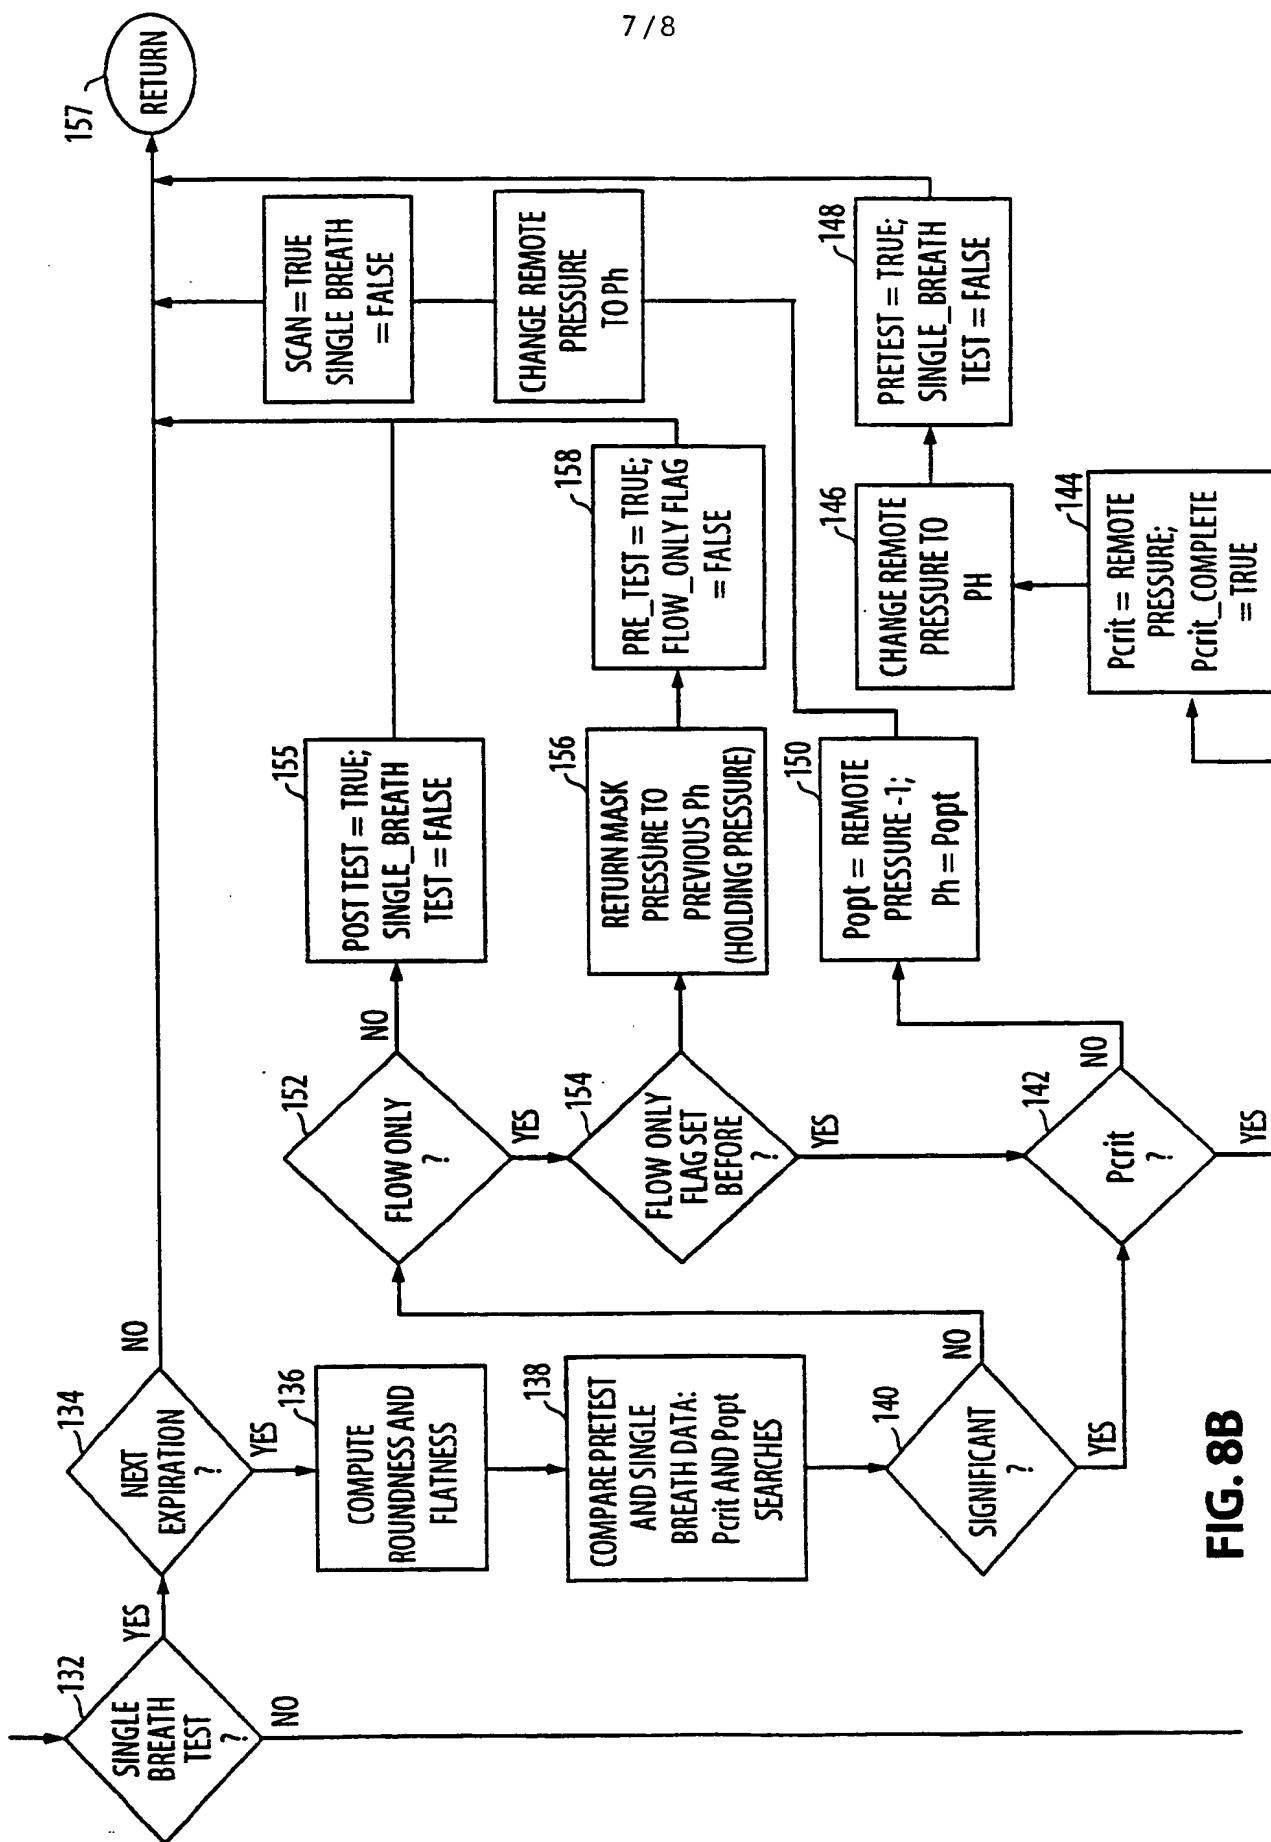 7/8
132
SINGLE
BREATH
TEST
?
YES
NO
134
NEXT
EXPIRATION
?
NO
YES
136
COMPUTE
ROUNDNESS AND
FLATNESS
138
COMPARE PRETEST
AND SINGLE
BREATH DATA:
Pcrit AND Popt
SEARCHES
140
SIGNIFICANT
?
NO
YES
152
FLOW ONLY
?
NO
YES
154
FLOW ONLY
FLAG SET
BEFORE
?
YES
142
Pcrit
?
NO
YES
155
POST TEST = TRUE;
SINGLE_BREATH
TEST = FALSE
156
RETURN MASK
PRESSURE TO
PREVIOUS Ph
(HOLDING PRESSURE)
150
Popt = REMOTE
PRESSURE -1;
Ph = Popt
158
PRE_TEST = TRUE;
FLOW_ONLY FLAG
= FALSE
146
CHANGE REMOTE
PRESSURE TO
PH
144
Pcrit = REMOTE
PRESSURE;
Pcrit_COMPLETE
= TRUE
SCAN = TRUE
SINGLE BREATH
= FALSE
CHANGE REMOTE
PRESSURE
TO Ph
148
PRETEST = TRUE;
SINGLE_BREATH
TEST = FALSE
157
RETURN
FIG. 8B